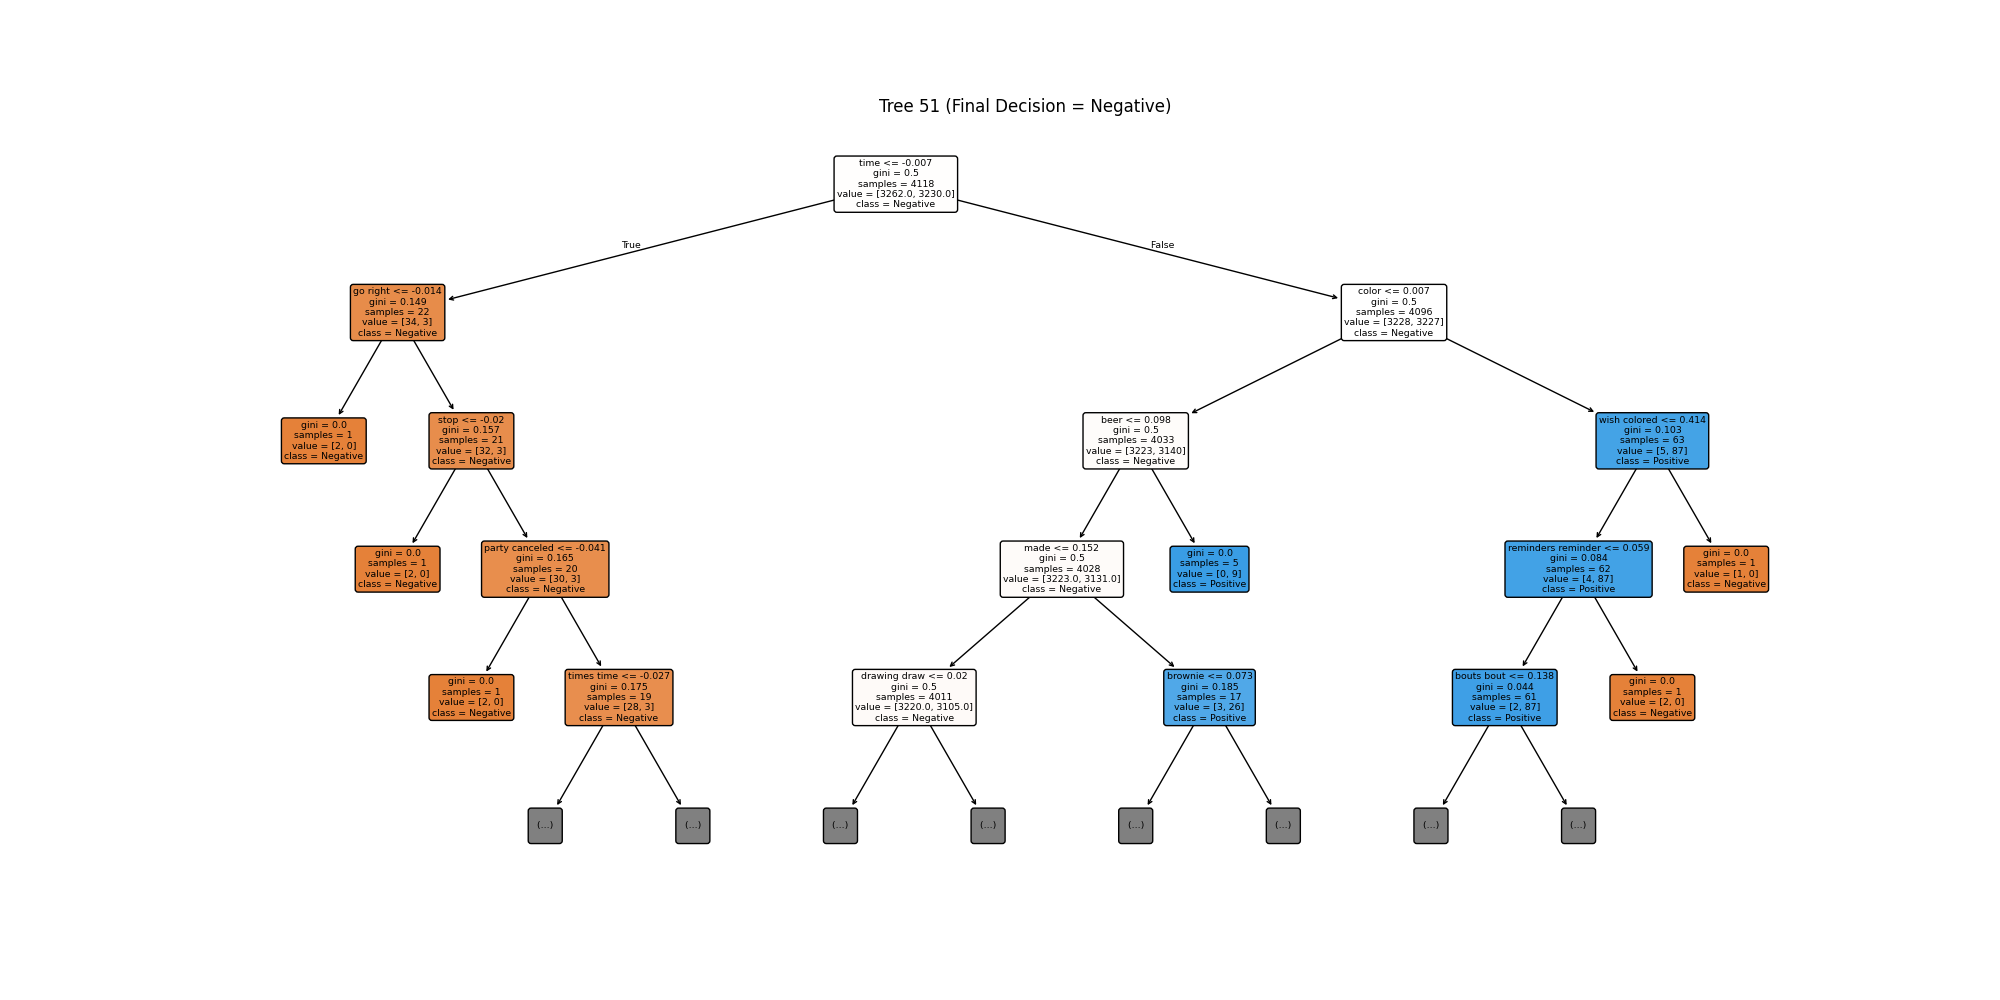 Tree 51 (Final Decision = Negative)
time <= -0.007
gini = 0.5
samples = 4118
value = [3262.0, 3230.0]
class = Negative
True
False
go right <= -0.014
gini = 0.149
samples = 22
value = [34, 3]
class = Negative
color <= 0.007
gini = 0.5
samples = 4096
value = [3228, 3227]
class = Negative
gini = 0.0
samples = 1
value = [2, 0]
class = Negative
stop <= -0.02
gini = 0.157
samples = 21
value = [32, 3]
class = Negative
beer <= 0.098
gini = 0.5
samples = 4033
value = [3223, 3140]
class = Negative
wish colored <= 0.414
gini = 0.103
samples = 63
value = [5, 87]
class = Positive
gini = 0.0
samples = 1
value = [2, 0]
class = Negative
party canceled <= -0.041
gini = 0.165
samples = 20
value = [30, 3]
class = Negative
made <= 0.152
gini = 0.5
samples = 4028
value = [3223.0, 3131.0]
class = Negative
gini = 0.0
samples = 5
value = [0, 9]
class = Positive
reminders reminder <= 0.059
gini = 0.084
samples = 62
value = [4, 87]
class = Positive
gini = 0.0
samples = 1
value = [1, 0]
class = Negative
gini = 0.0
samples = 1
value = [2, 0]
class = Negative
times time <= -0.027
gini = 0.175
samples = 19
value = [28, 3]
class = Negative
drawing draw <= 0.02
gini = 0.5
samples = 4011
value = [3220.0, 3105.0]
class = Negative
brownie <= 0.073
gini = 0.185
samples = 17
value = [3, 26]
class = Positive
bouts bout <= 0.138
gini = 0.044
samples = 61
value = [2, 87]
class = Positive
gini = 0.0
samples = 1
value = [2, 0]
class = Negative
(...)
(...)
(...)
(...)
(...)
(...)
(...)
(...)